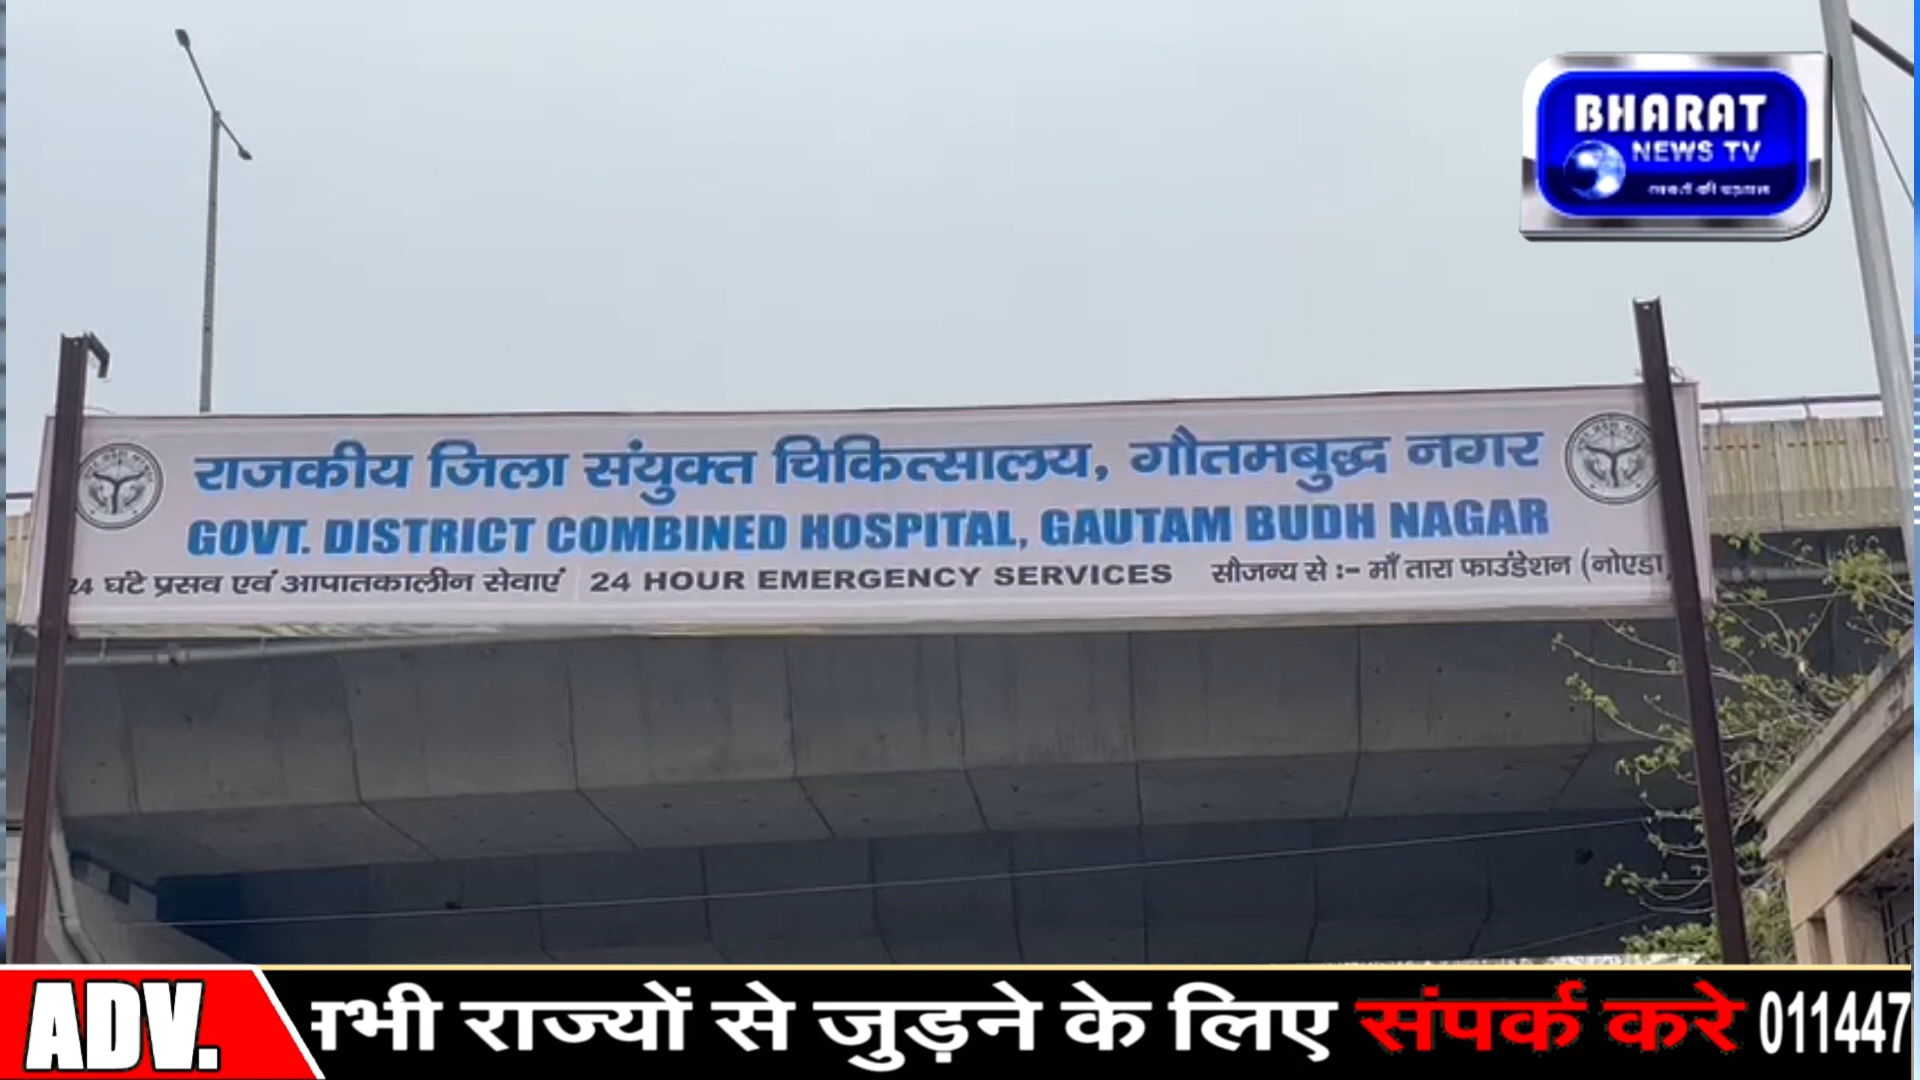 BHARAT
NEWS TV
राजकीय जिला संयुक्त चिकित्सालय, गौतमबुद्ध नगर
GOVT. DISTRICT COMBINED HOSPITAL, GAUTAM BUDH NAGAR
24 घंटे प्रसव एवं आपातकालीन सेवाएं 24 HOUR EMERGENCY SERVICES सौजन्य से :- माँ तारा फाउंडेशन (नोएडा
ADV. राज्यों से जुड़ने के लिए संपर्क करे 011447